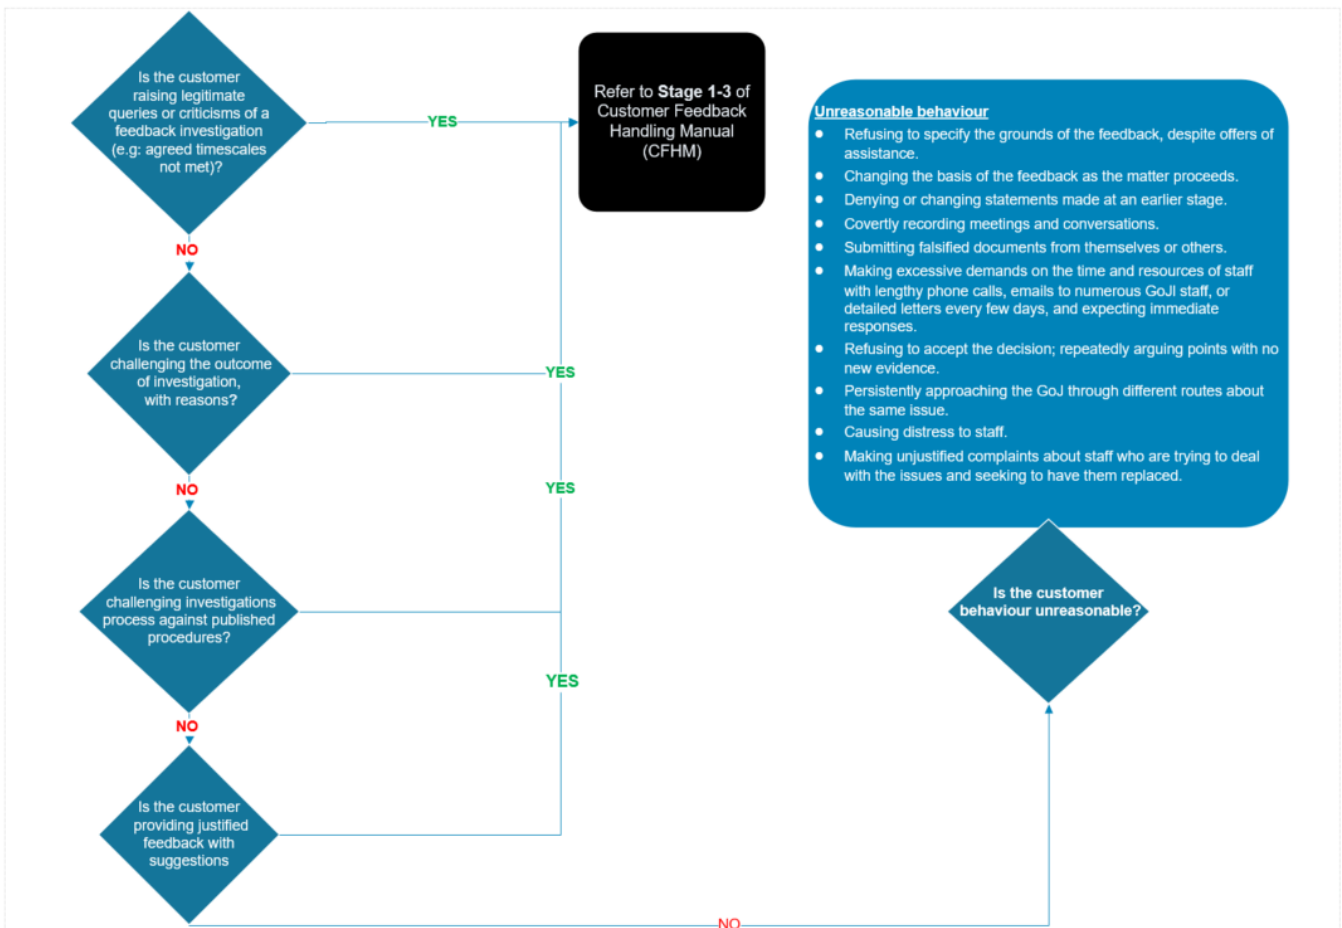 Is the customer
raising legitimate
queries or criticisms of a
feedback investigation
(e.g: agreed timescales
not met)?
YES
Refer to Stage 1-3 of
Customer Feedback
Handling Manual
(CFHM)
NO
Is the customer
challenging the outcome
of investigation,
with reasons?
YES
NO
YES
Is the customer
challenging investigations
process against published
procedures?
YES
NO
Is the customer
providing justified
feedback with
suggestions
NO
Unreasonable behaviour
Refusing to specify the grounds of the feedback, despite offers of
assistance.
Changing the basis of the feedback as the matter proceeds.
Denying or changing statements made at an earlier stage.
Covertly recording meetings and conversations.
Submitting falsified documents from themselves or others.
Making excessive demands on the time and resources of staff
with lengthy phone calls, emails to numerous GoJl staff, or
detailed letters every few days, and expecting immediate
responses.
Refusing to accept the decision; repeatedly arguing points with no
new evidence.
Persistently approaching the GoJ through different routes about
the same issue.
Causing distress to staff.
Making unjustified complaints about staff who are trying to deal
with the issues and seeking to have them replaced.
Is the customer
behaviour unreasonable?